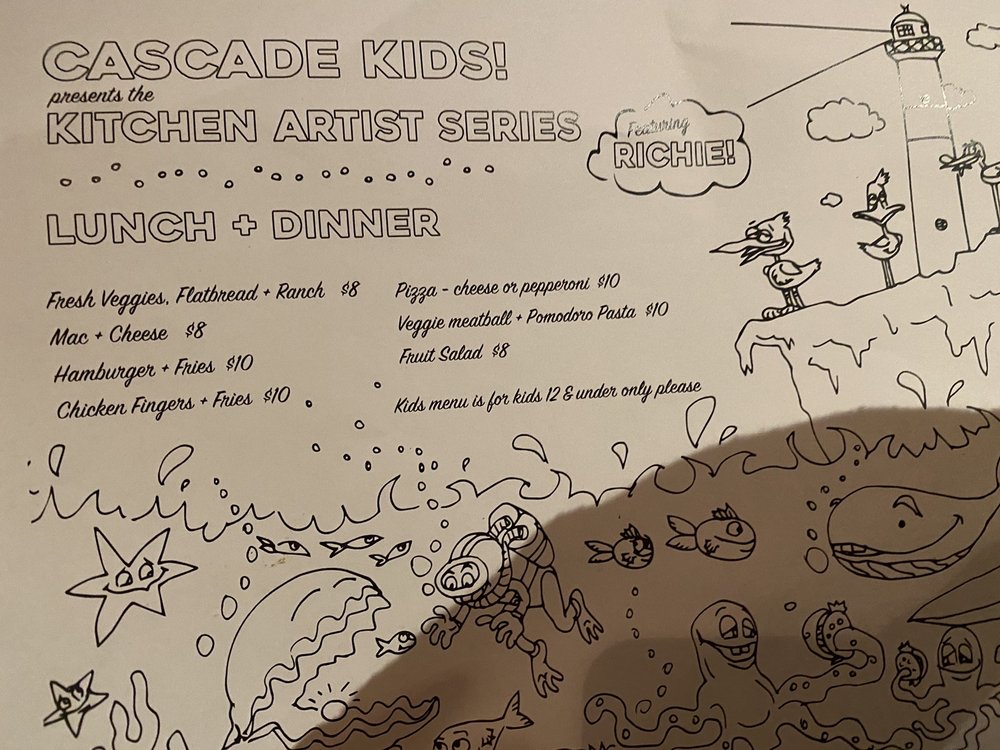 CASCADE KIDS!
presents the
KITCHEN ARTIST SERIES
Featuring
RICHIE!
LUNCH + DINNER
Fresh Veggies, Flatbread + Ranch $8
Mac + Cheese $8
Hamburger + Fries $10
Chicken Fingers + Fries $10
Pizza - cheese or pepperoni $10
Veggie meatball + Pomodoro Pasta $10
Fruit Salad $8
Kids menu is for kids 12 & under only please